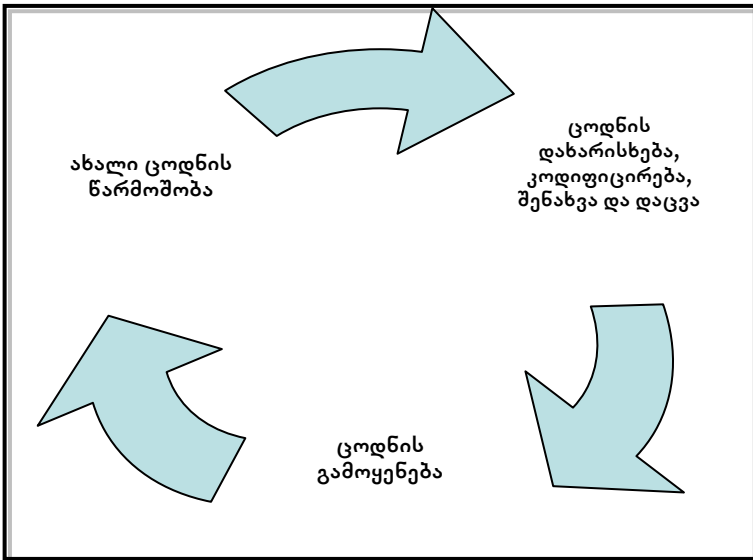 ახალი ცოდნის
წარმოშობა
ცოდნის
დახარისხება,
კოდიფიცირება,
შენახვა და დაცვა
ცოდნის
გამოყენება